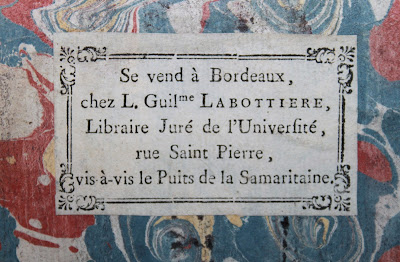 Se vend à Bordeaux,
chez L. Guilme LABOTTIERE,
Libraire Juré de l'Univerſité,
rue Saint Pierre,
vis-à-vis le Puits de la Samaritaine.